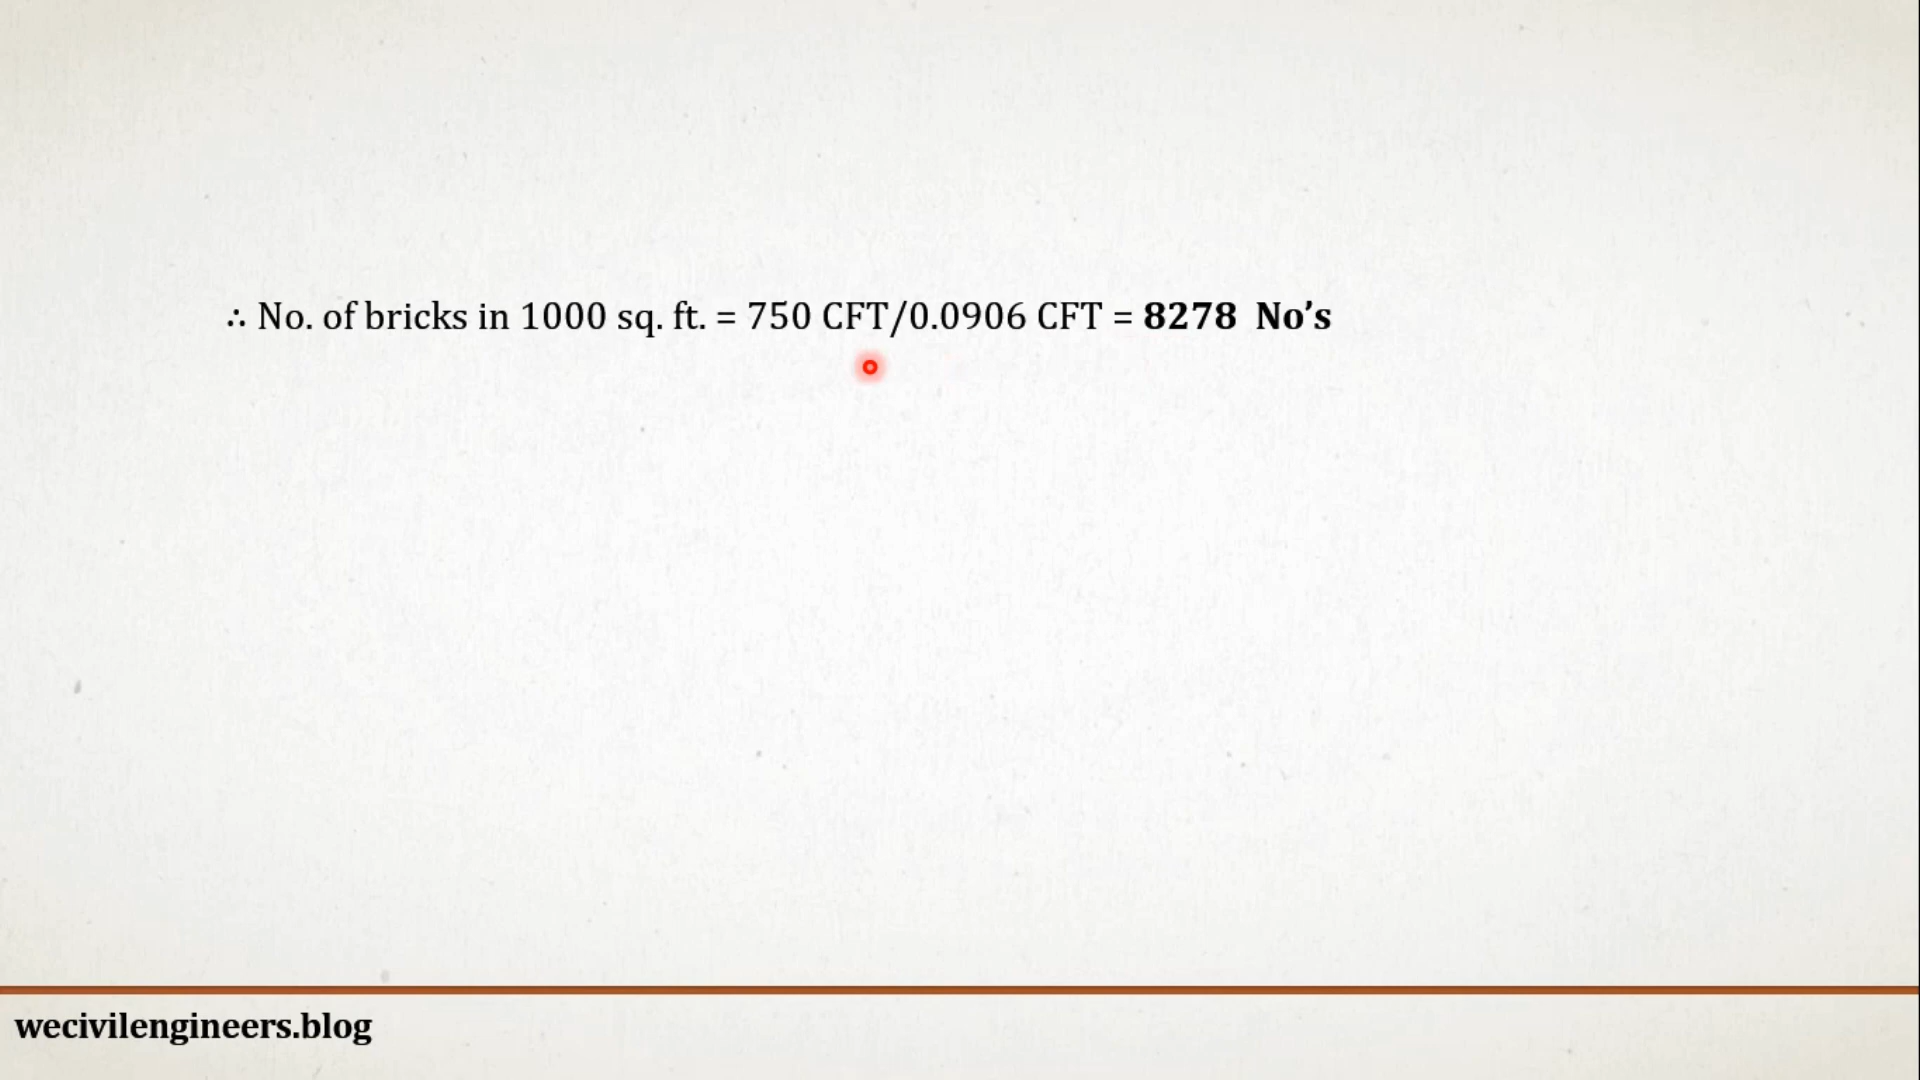 ∴ No. of bricks in 1000 sq. ft. = 750 CFT/0.0906 CFT = 8278 No’s
wecivilengineers.blog